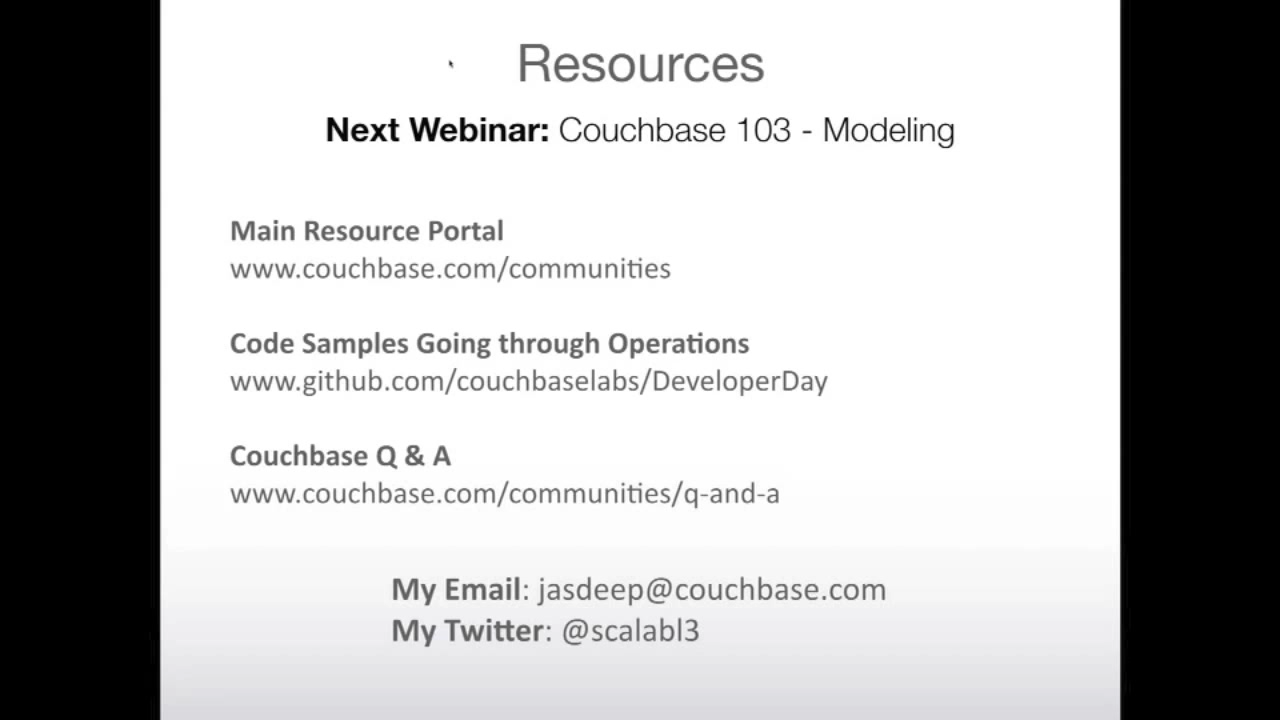 Resources
Next Webinar: Couchbase 103 - Modeling
Main Resource Portal
www.couchbase.com/communities
Code Samples Going through Operations
www.github.com/couchbaselabs/DeveloperDay
Couchbase Q & A
www.couchbase.com/communities/q-and-a
My Email: jasdeep@couchbase.com
My Twitter: @scalabl3